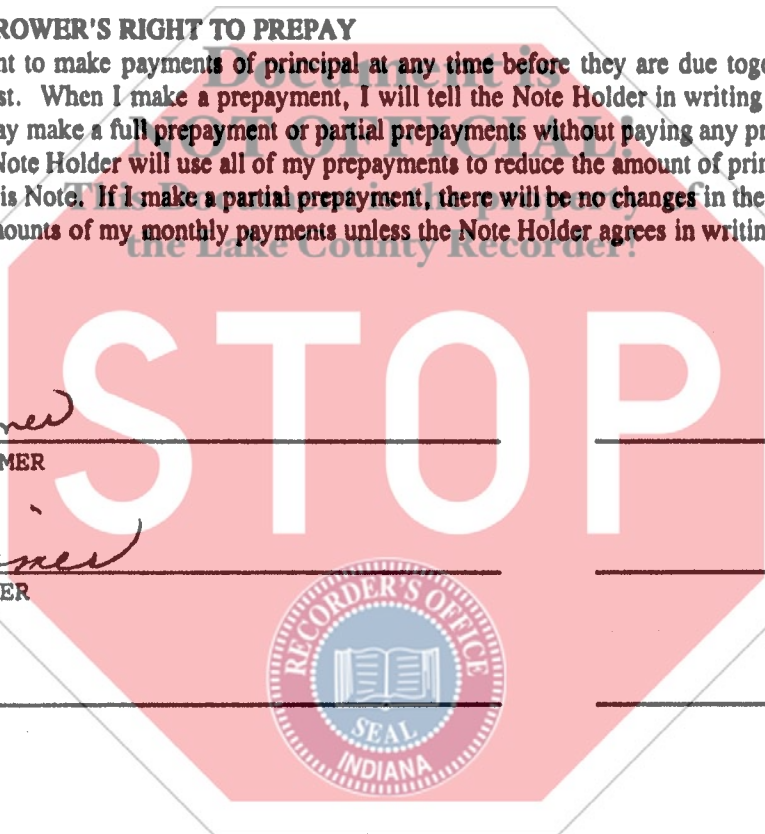 ROWER'S RIGHT TO PREPAY
nt to make payments of principal at any time before they are due toge
st. When I make a prepayment, I will tell the Note Holder in writing
ay make a full prepayment or partial prepayments without paying any pr
Note Holder will use all of my prepayments to reduce the amount of prin
is Note. If I make a partial prepayment, there will be no changes in the
nounts of my monthly payments unless the Note Holder agrees in writin
Document is
NOT OFFICIAL!
This Document is the property of
the Lake County Recorder!
STOP
mer
MER
imer
ER
RECORDER'S OFFICE
SEAL
INDIANA